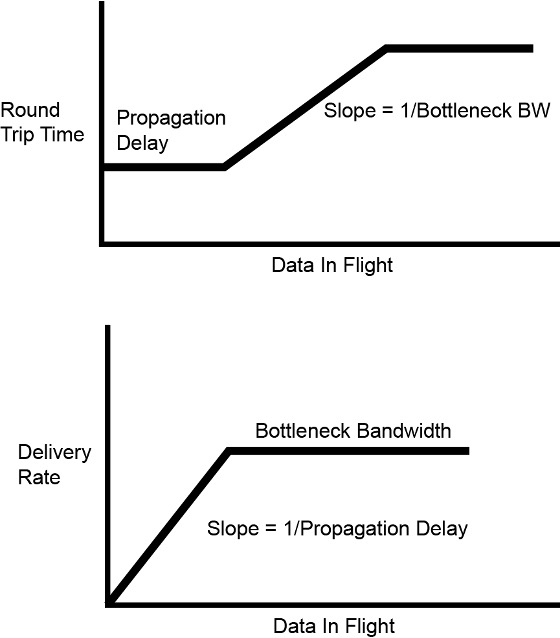 Round
Trip Time
Propagation
Delay
Slope = 1/Bottleneck BW
Data In Flight
Bottleneck Bandwidth
Delivery
Rate
Slope = 1/Propagation Delay
Data In Flight